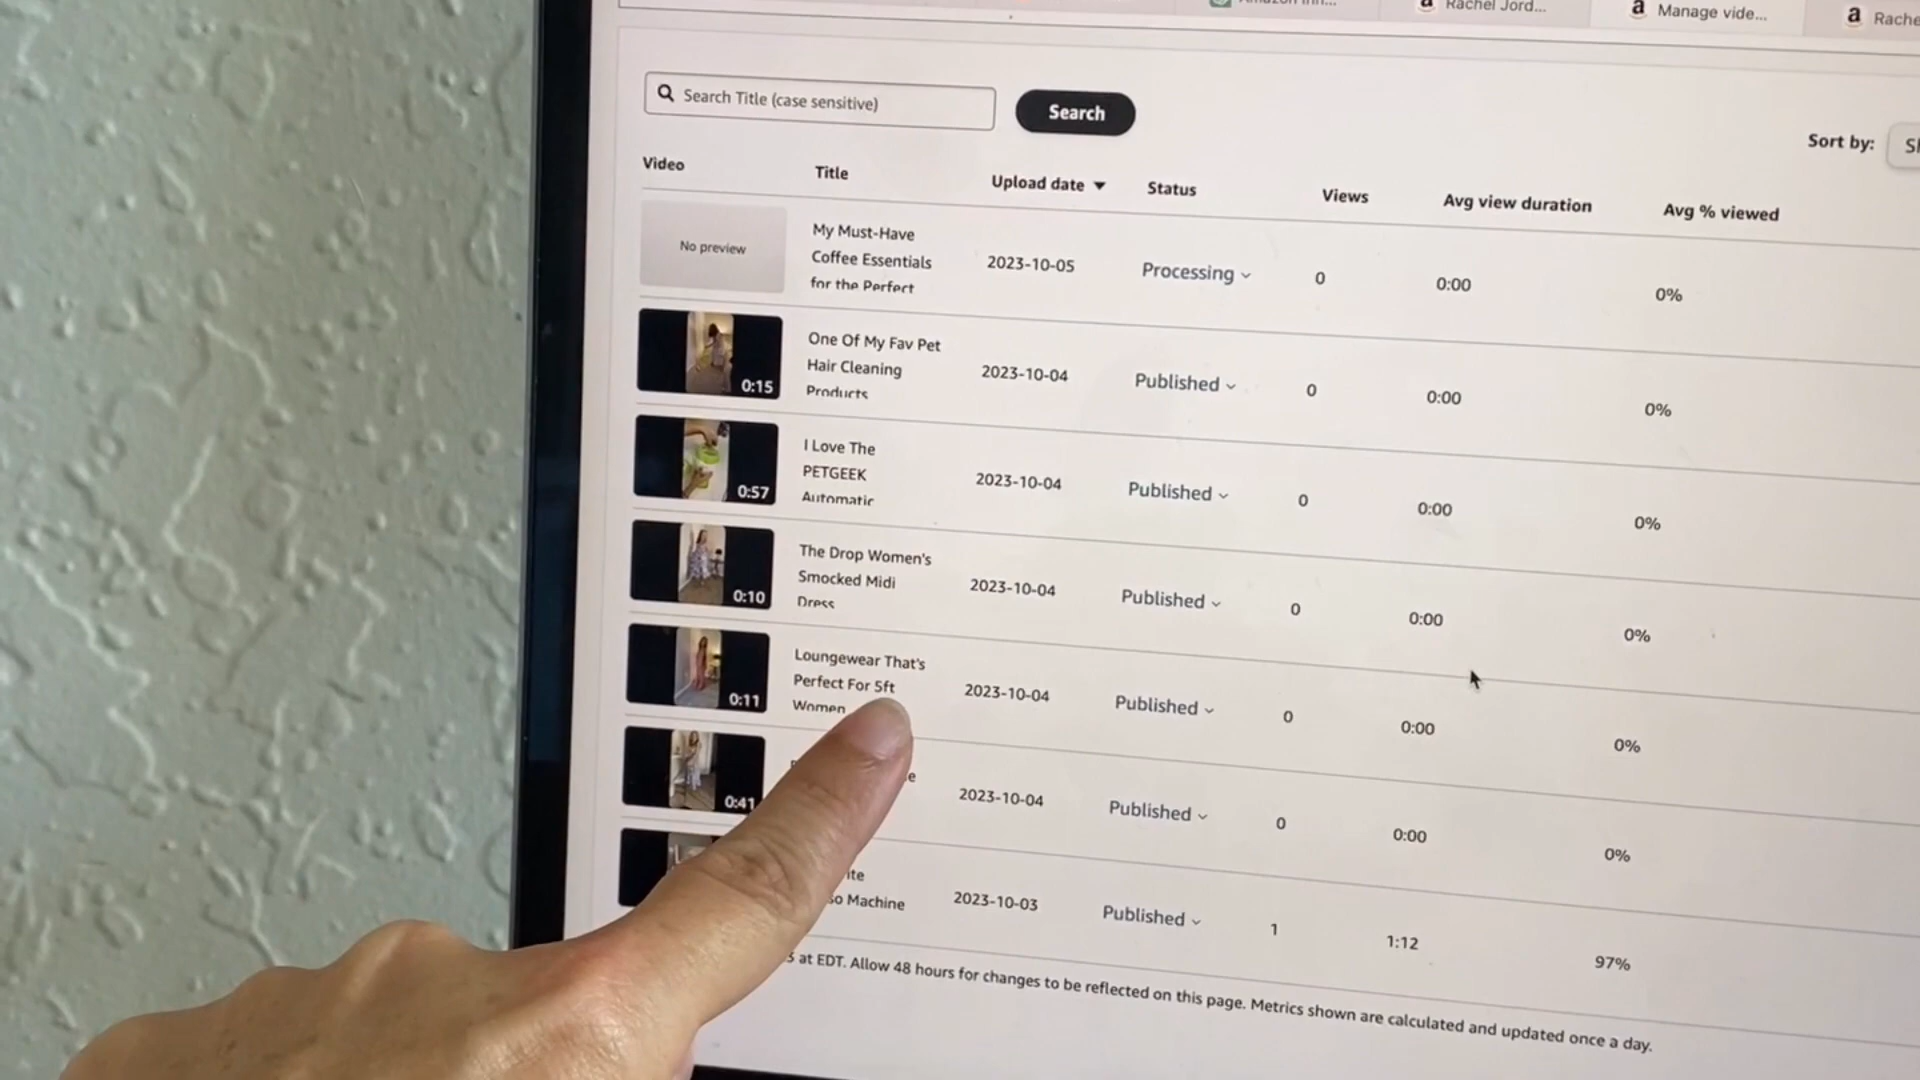 Rachel Jord...
Manage vide...
Rache
Search Title (case sensitive)
Search
Sort by:
Video Title Upload date Status Views Avg view duration Avg % viewed
No preview
My Must-Have
Coffee Essentials
for the Perfect
2023-10-05 Processing 0 0:00 0%
0:15
One Of My Fav Pet
Hair Cleaning
Products
2023-10-04 Published 0 0:00 0%
0:57
I Love The
PETGEEK
Automatic
2023-10-04 Published 0 0:00 0%
0:10
The Drop Women's
Smocked Midi
Dress
2023-10-04 Published 0 0:00 0%
0:11
Loungewear That's
Perfect For 5ft
Women
2023-10-04 Published 0 0:00 0%
0:41
2023-10-04 Published 0 0:00 0%
Machine
2023-10-03 Published 1 1:12 97%
at EDT. Allow 48 hours for changes to be reflected on this page. Metrics shown are calculated and updated once a day.